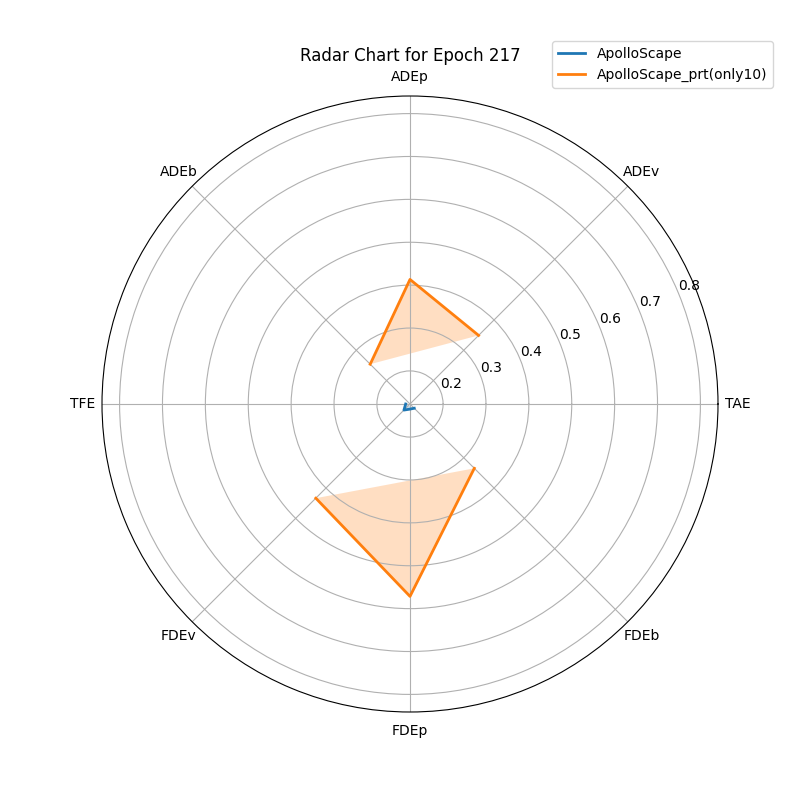 Radar Chart for Epoch 217
ApolloScape
ApolloScape_prt(only10)
ADEp
ADEb
ADEv
0.8
0.7
0.6
0.5
0.4
0.3
0.2
TFE
TAE
FDEv
FDEb
FDEp